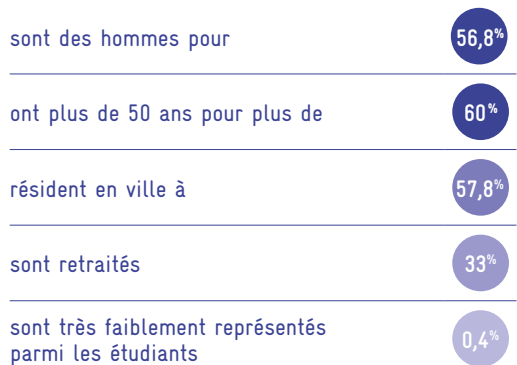 sont des hommes pour 56,8%
ont plus de 50 ans pour plus de 60%
résident en ville à 57,8%
sont retraités 33%
sont très faiblement représentés
parmi les étudiants 0,4%